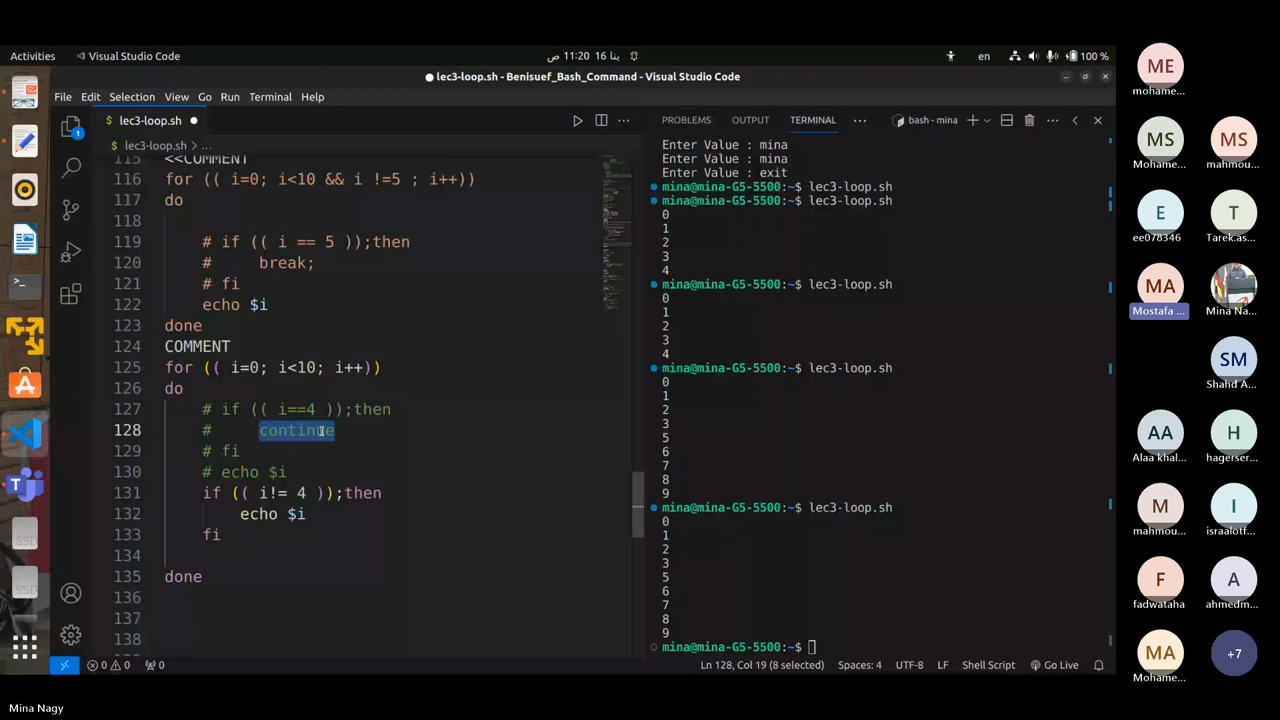 Activities
Visual Studio Code
ص 11:20 16 ينا
en
100 %
lec3-loop.sh - Benisuef_Bash_Command - Visual Studio Code
File Edit Selection View Go Run Terminal Help
$ lec3-loop.sh
PROBLEMS OUTPUT TERMINAL ... bash - mina
$ lec3-loop.sh > ...
115 <<COMMENT
116 for (( i=0; i<10 && i !=5 ; i++))
117 do
118
119 # if (( i == 5 ));then
120 # break;
121 # fi
122 echo $i
123 done
124 COMMENT
125 for (( i=0; i<10; i++))
126 do
127 # if (( i==4 ));then
128 # continue
129 # fi
130 # echo $i
131 if (( i!= 4 ));then
132 echo $i
133 fi
134
135 done
136
137
138
Enter Value : mina
Enter Value : mina
Enter Value : exit
mina@mina-G5-5500:~$ lec3-loop.sh
mina@mina-G5-5500:~$ lec3-loop.sh
0
1
2
3
4
mina@mina-G5-5500:~$ lec3-loop.sh
0
1
2
3
4
mina@mina-G5-5500:~$ lec3-loop.sh
0
1
2
3
5
6
7
8
9
mina@mina-G5-5500:~$ lec3-loop.sh
0
1
2
3
5
6
7
8
9
mina@mina-G5-5500:~$
0 0 0 Ln 128, Col 19 (8 selected) Spaces: 4 UTF-8 LF Shell Script Go Live
1
SSD
SSD
ME
mohame...
MS
Mohame...
MS
mahmou...
E
ee078346
T
Tarek.as...
MA
Mostafa ...
Mina Na...
SM
Shahd A...
AA
Alaa khal...
H
hagerser...
M
mahmou...
I
israalotf...
F
fadwataha
A
ahmedm...
MA
Mohame...
+7
Mina Nagy